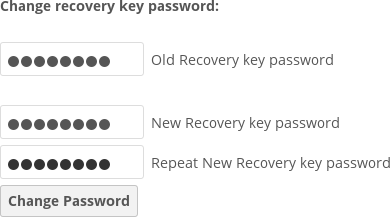 Change recovery key password:
●●●●●●●● Old Recovery key password
●●●●●●●● New Recovery key password
●●●●●●●● Repeat New Recovery key password
Change Password